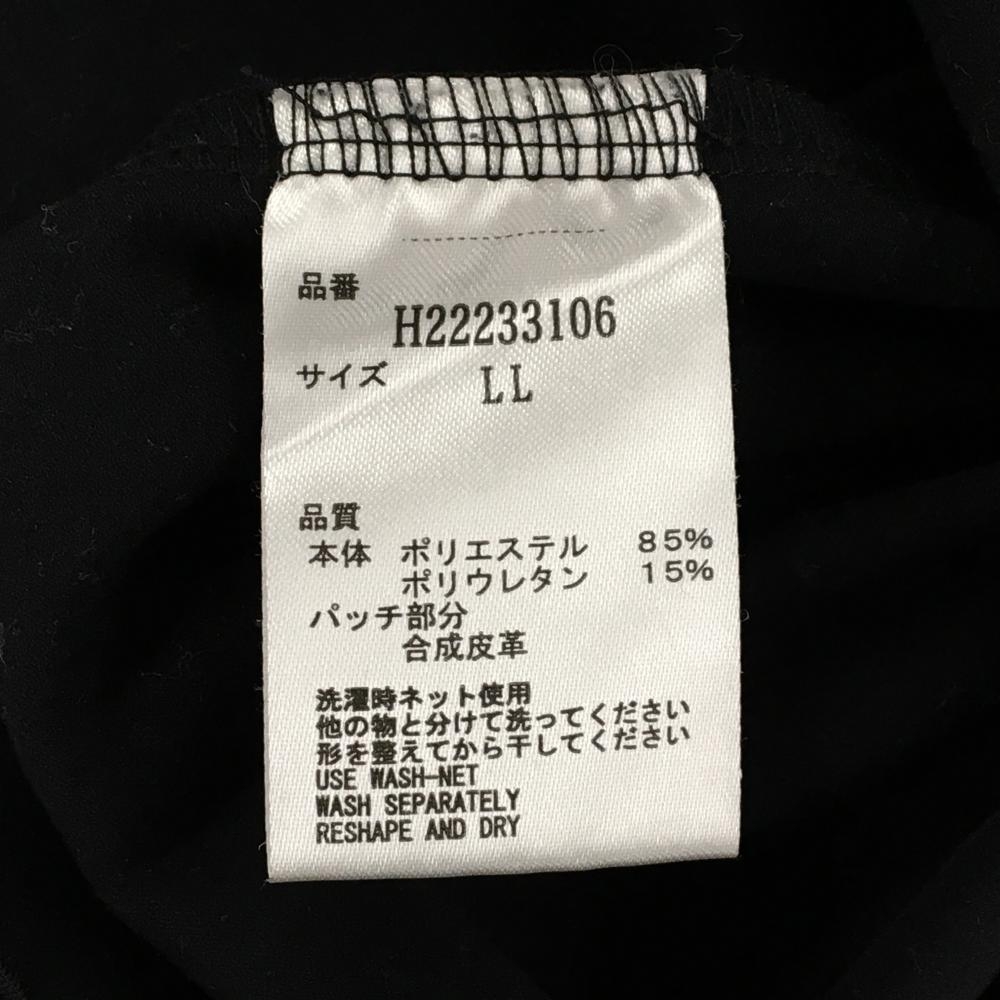 品番
H22233106
サイズ LL
品質
本体 ポリエステル 85%
ポリウレタン 15%
パッチ部分
合成皮革
洗濯時ネット使用
他の物と分けて洗ってください
形を整えてから干してください
USE WASH-NET
WASH SEPARATELY
RESHAPE AND DRY